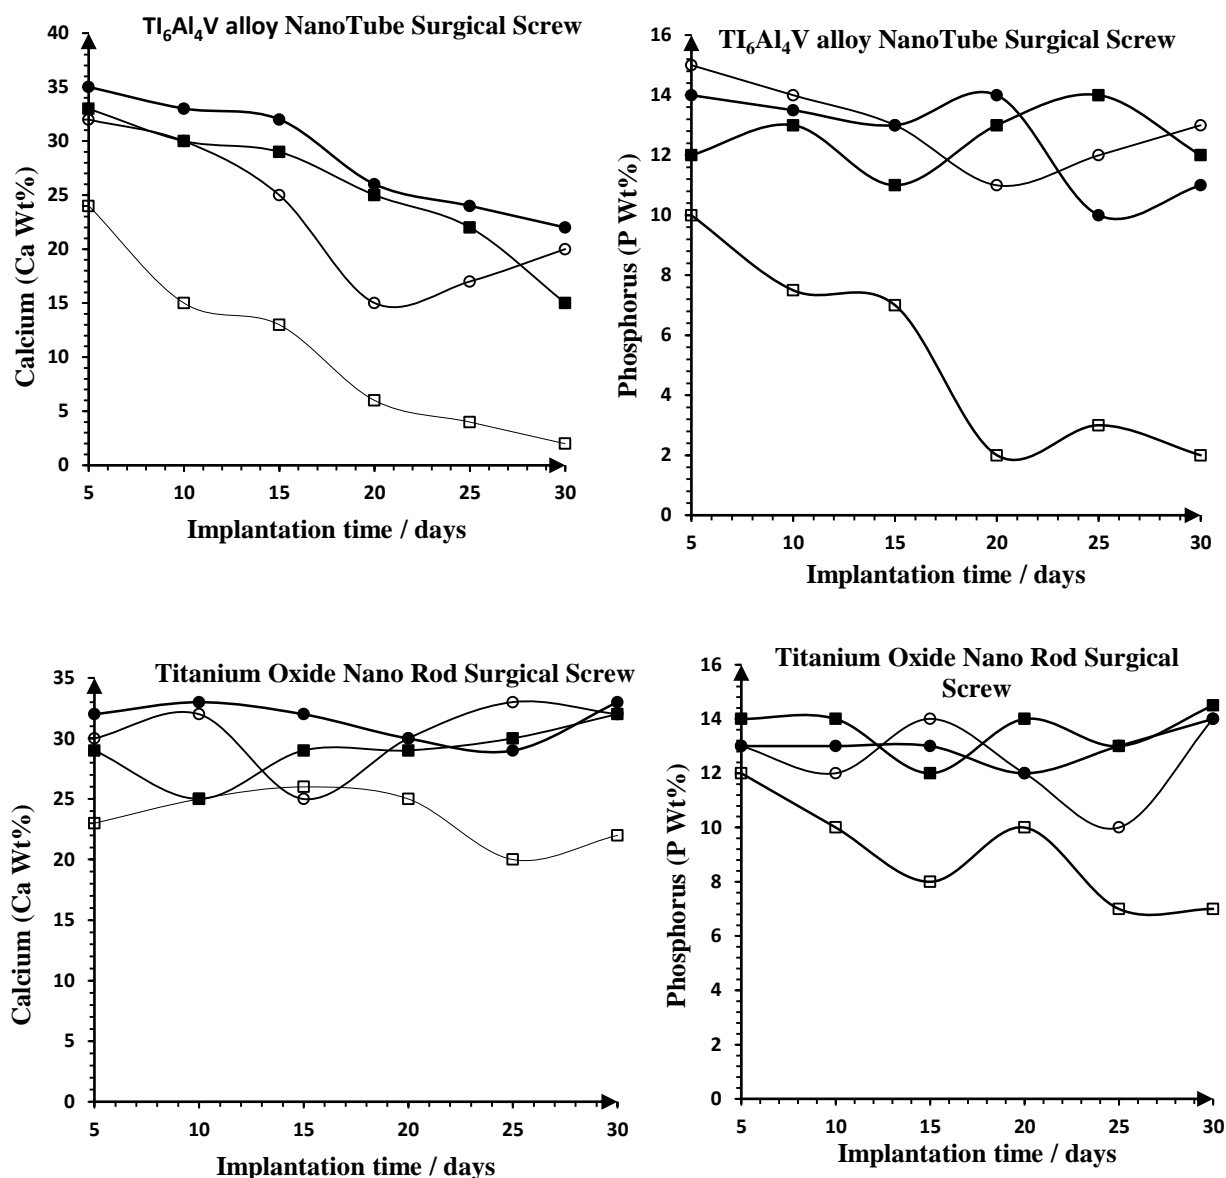 TI₆Al₄V alloy NanoTube Surgical Screw
40
35
30
25
20
15
10
5
0
Calcium (Ca Wt%)
5 10 15 20 25 30
Implantation time / days
TI₆Al₄V alloy NanoTube Surgical Screw
16
14
12
10
8
6
4
2
0
Phosphorus (P Wt%)
5 10 15 20 25 30
Implantation time / days
Titanium Oxide Nano Rod Surgical Screw
35
30
25
20
15
10
5
0
Calcium (Ca Wt%)
5 10 15 20 25 30
Implantation time / days
Titanium Oxide Nano Rod Surgical
Screw
16
14
12
10
8
6
4
2
0
Phosphorus (P Wt%)
5 10 15 20 25 30
Implantation time / days